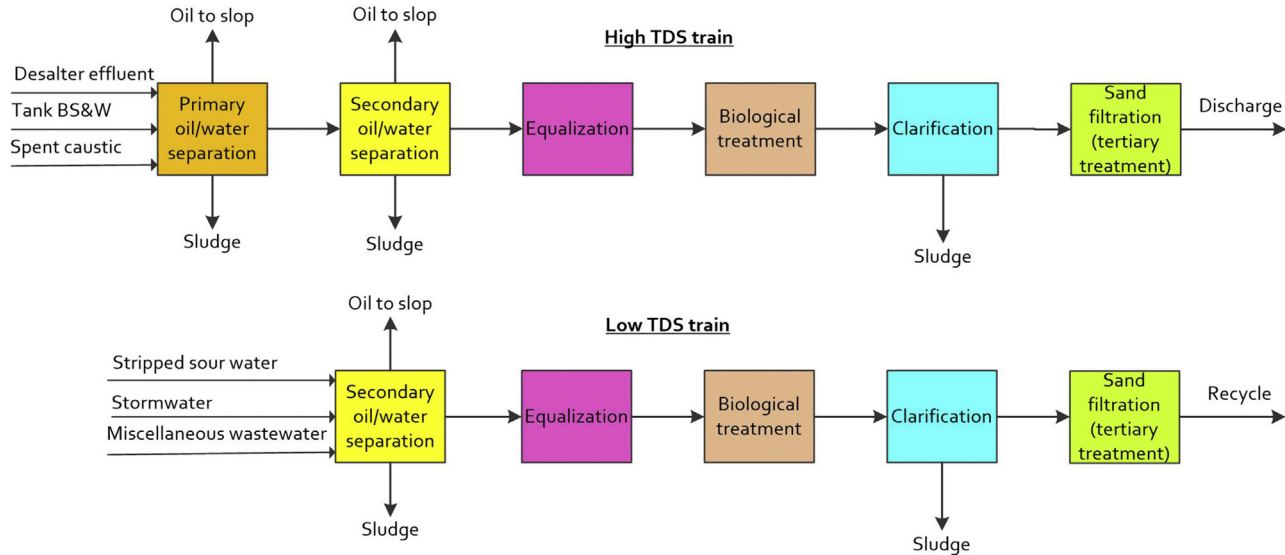 Oil to slop
Oil to slop
High TDS train
Desalter effluent
Tank BS&W
Spent caustic
Primary
oil/water
separation
Secondary
oil/water
separation
Equalization
Biological
treatment
Clarification
Sand
filtration
(tertiary
treatment)
Discharge
Sludge
Sludge
Sludge
Oil to slop
Low TDS train
Stripped sour water
Stormwater
Miscellaneous wastewater
Secondary
oil/water
separation
Equalization
Biological
treatment
Clarification
Sand
filtration
(tertiary
treatment)
Recycle
Sludge
Sludge